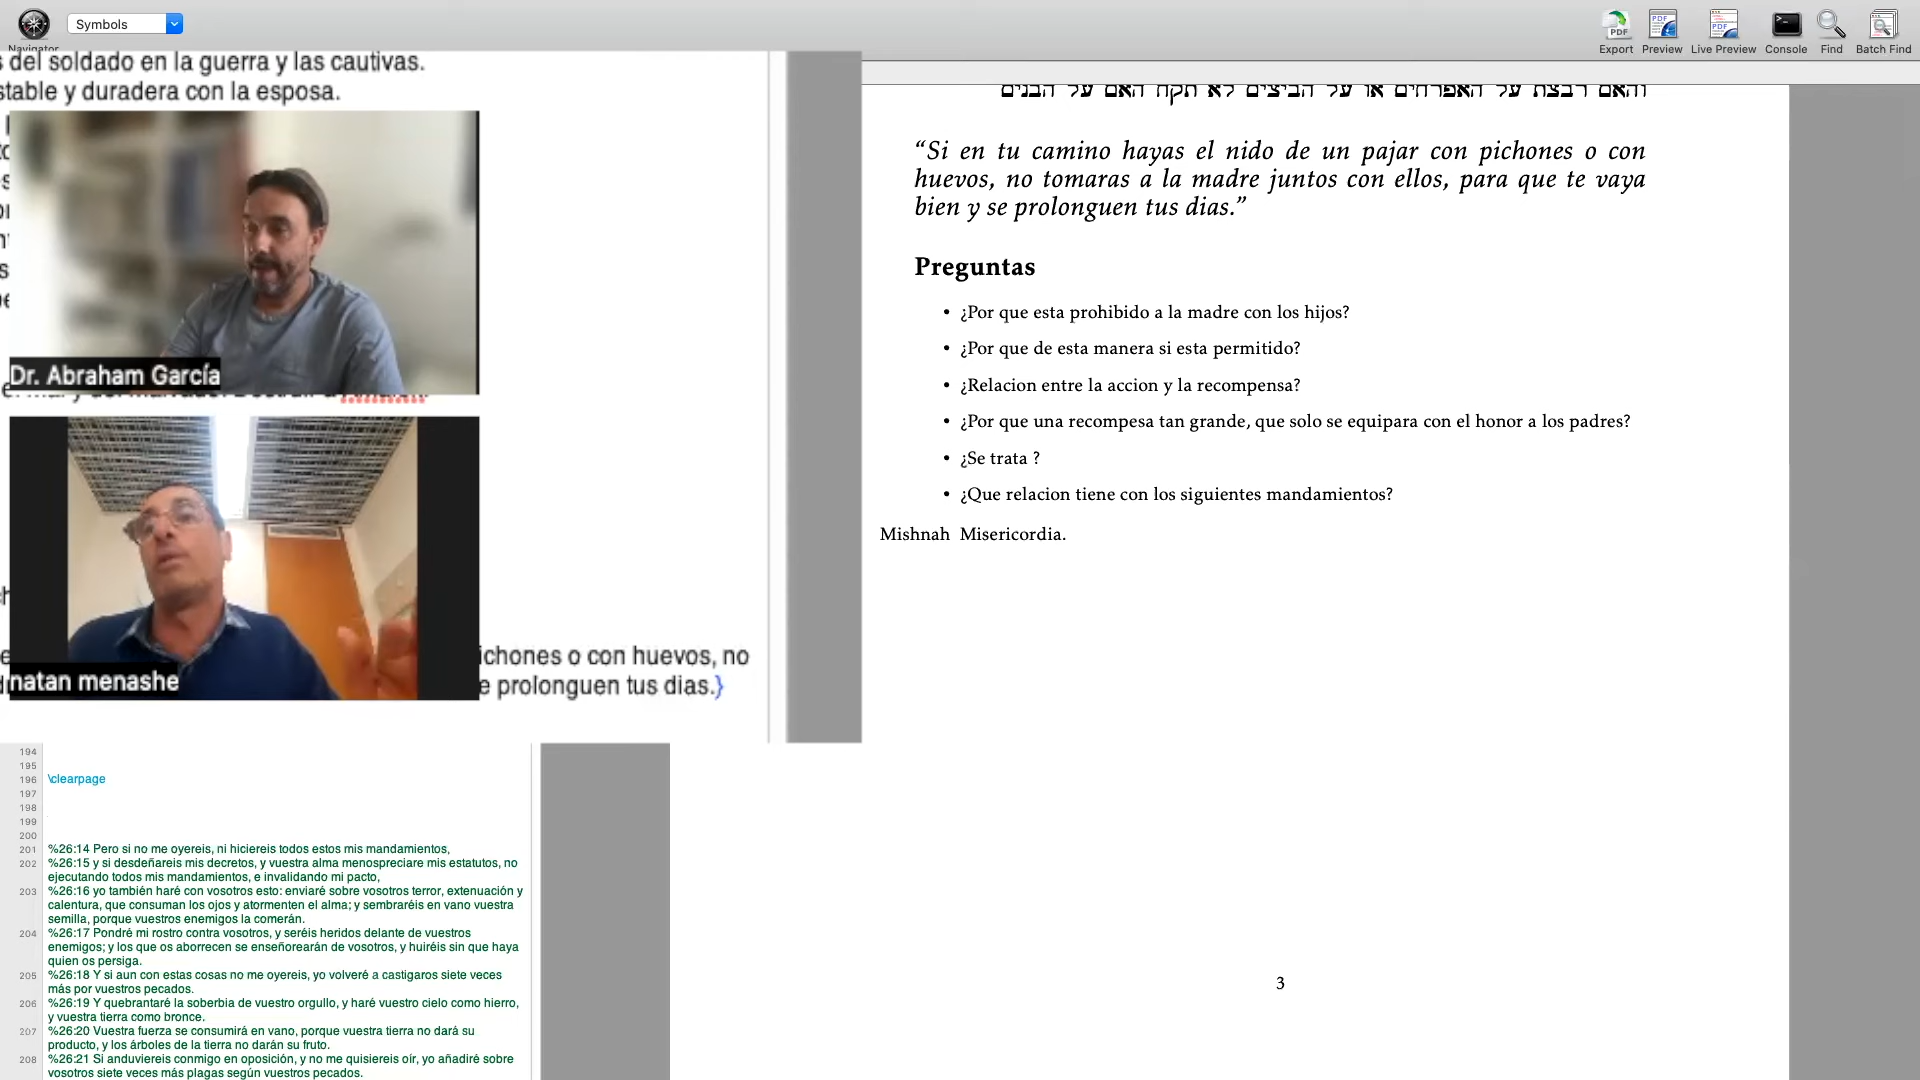 Symbols
Navigator
Export
Preview
Live Preview
Console
Find
Batch Find
del soldado en la guerra y las cautivas.
stable y duradera con la esposa.
Dr. Abraham García
natan menashe
ichones o con huevos, no
e prolonguen tus dias.}
194
195
196 \clearpage
197
198
199
200
201 %26:14 Pero si no me oyereis, ni hiciereis todos estos mis mandamientos,
202 %26:15 y si desdeñareis mis decretos, y vuestra alma menospreciare mis estatutos, no
ejecutando todos mis mandamientos, e invalidando mi pacto,
203 %26:16 yo también haré con vosotros esto: enviaré sobre vosotros terror, extenuación y
calentura, que consuman los ojos y atormenten el alma; y sembraréis en vano vuestra
semilla, porque vuestros enemigos la comerán.
204 %26:17 Pondré mi rostro contra vosotros, y seréis heridos delante de vuestros
enemigos; y los que os aborrecen se enseñorearán de vosotros, y huiréis sin que haya
quien os persiga.
205 %26:18 Y si aun con estas cosas no me oyereis, yo volveré a castigaros siete veces
más por vuestros pecados.
206 %26:19 Y quebrantaré la soberbia de vuestro orgullo, y haré vuestro cielo como hierro,
y vuestra tierra como bronce.
207 %26:20 Vuestra fuerza se consumirá en vano, porque vuestra tierra no dará su
producto, y los árboles de la tierra no darán su fruto.
208 %26:21 Si anduviereis conmigo en oposición, y no me quisiereis oír, yo añadiré sobre
vosotros siete veces más plagas según vuestros pecados.
והאם רבצת על האפרחים או על הביצים לא תקח האם על הבנים
“Si en tu camino hayas el nido de un pajar con pichones o con
huevos, no tomaras a la madre juntos con ellos, para que te vaya
bien y se prolonguen tus dias.”
Preguntas
• ¿Por que esta prohibido a la madre con los hijos?
• ¿Por que de esta manera si esta permitido?
• ¿Relacion entre la accion y la recompensa?
• ¿Por que una recompesa tan grande, que solo se equipara con el honor a los padres?
• ¿Se trata ?
• ¿Que relacion tiene con los siguientes mandamientos?
Mishnah Misericordia.
3